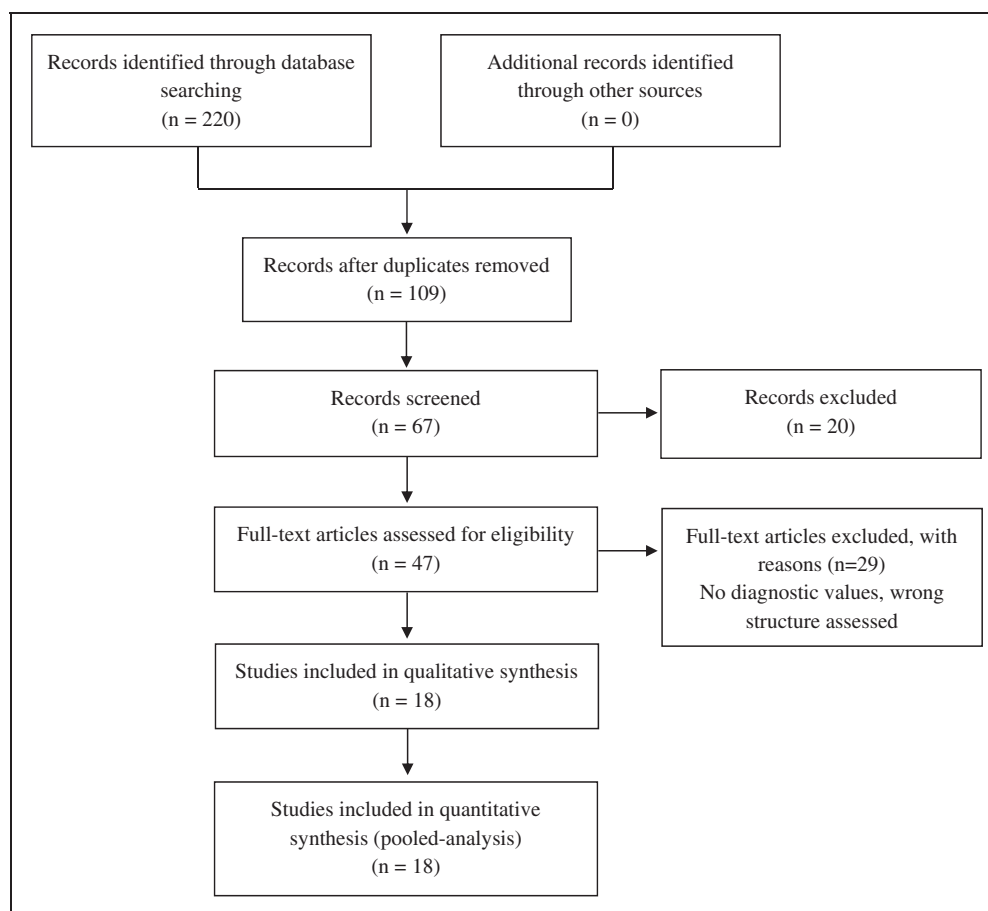 Records identified through database
searching
(n = 220)
Additional records identified
through other sources
(n = 0)
Records after duplicates removed
(n = 109)
Records screened
(n = 67)
Records excluded
(n = 20)
Full-text articles assessed for eligibility
(n = 47)
Full-text articles excluded, with
reasons (n=29)
No diagnostic values, wrong
structure assessed
Studies included in qualitative synthesis
(n = 18)
Studies included in quantitative
synthesis (pooled-analysis)
(n = 18)